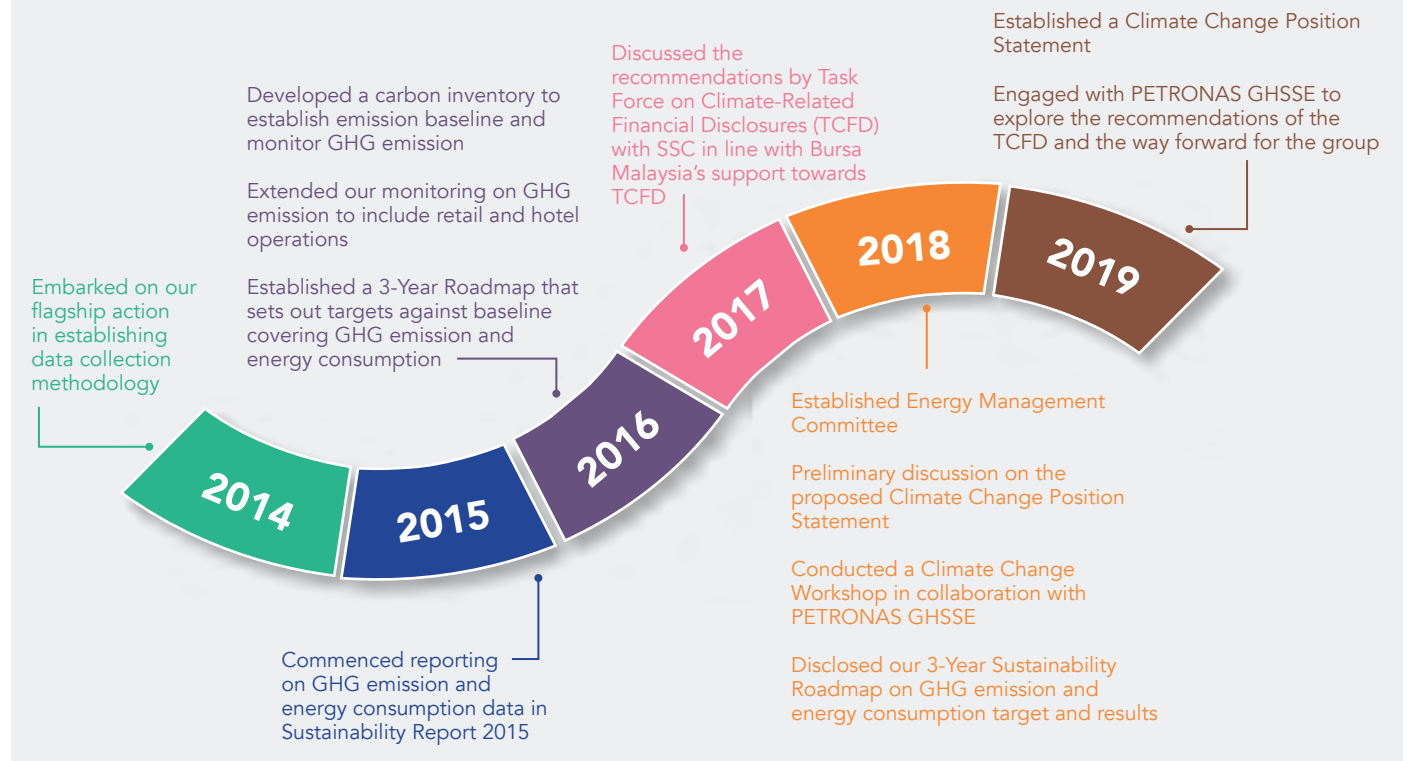 Embarked on our
flagship action
in establishing
data collection
methodology
2014
2015
Commenced reporting
on GHG emission and
energy consumption data in
Sustainability Report 2015
Developed a carbon inventory to
establish emission baseline and
monitor GHG emission
Extended our monitoring on GHG
emission to include retail and hotel
operations
Established a 3-Year Roadmap that
sets out targets against baseline
covering GHG emission and
energy consumption
2016
Discussed the
recommendations by Task
Force on Climate-Related
Financial Disclosures (TCFD)
with SSC in line with Bursa
Malaysia's support towards
TCFD
2017
2018
Established Energy Management
Committee
Preliminary discussion on the
proposed Climate Change Position
Statement
Conducted a Climate Change
Workshop in collaboration with
PETRONAS GHSSE
Disclosed our 3-Year Sustainability
Roadmap on GHG emission and
energy consumption target and results
Established a Climate Change Position
Statement
Engaged with PETRONAS GHSSE to
explore the recommendations of the
TCFD and the way forward for the group
2019